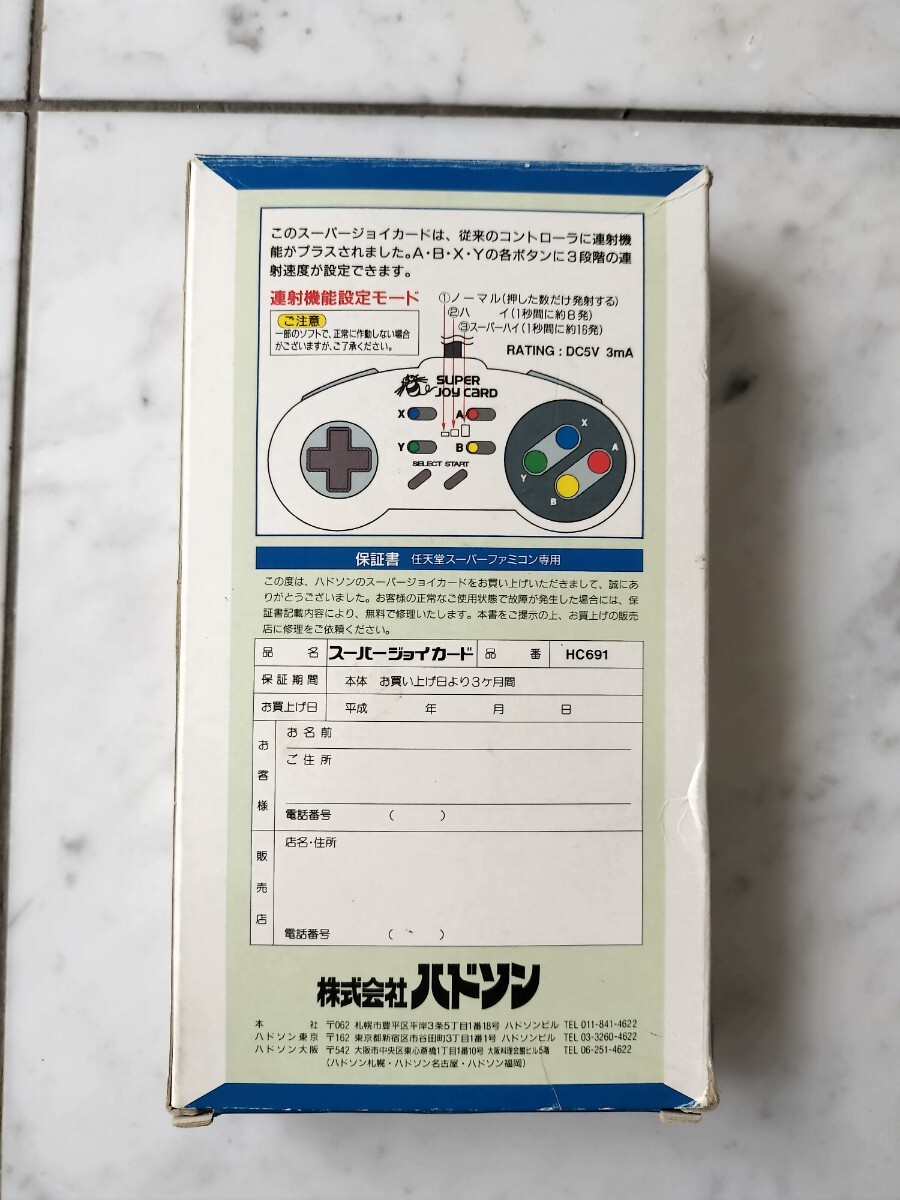 このスーパージョイカードは、従来のコントローラに連射機
能がプラスされました。A・B・X・Yの各ボタンに3段階の連
射速度が設定できます。
連射機能設定モード
①ノーマル(押した数だけ発射する)
②ハイ(1秒間に約8発)
③スーパーハイ(1秒間に約16発)
ご注意
一部のソフトで、正常に作動しない場合
がございますが、ご了承ください。
RATING : DC5V 3mA
SUPER
JOY CARD
X A
Y B
SELECT START
X
A
Y
B
保証書 任天堂スーパーファミコン専用
この度は、ハドソンのスーパージョイカードをお買い上げいただきまして、誠にあ
りがとうございました。お客様の正常なご使用状態で故障が発生した場合には、保
証書記載内容により、無料で修理いたします。本書をご提示の上、お買上げの販売
店に修理をご依頼ください。
品名 スーパージョイカード 品番 HC691
保証期間 本体 お買い上げ日より3ヶ月間
お買上げ日 平成 年 月 日
お客様
お名前
ご住所
電話番号 ( )
販売店
店名・住所
電話番号 ( )
株式会社ハドソン
本社 〒062 札幌市豊平区平岸3条5丁目1番18号 ハドソンビル TEL 011-841-4622
ハドソン東京 〒162 東京都新宿区市谷田町3丁目1番1号 ハドソンビル TEL 03-3260-4622
ハドソン大阪 〒542 大阪市中央区東心斎橋1丁目1番10号 大阪料理会館ビル5階 TEL 06-251-4622
(ハドソン札幌・ハドソン名古屋・ハドソン福岡)